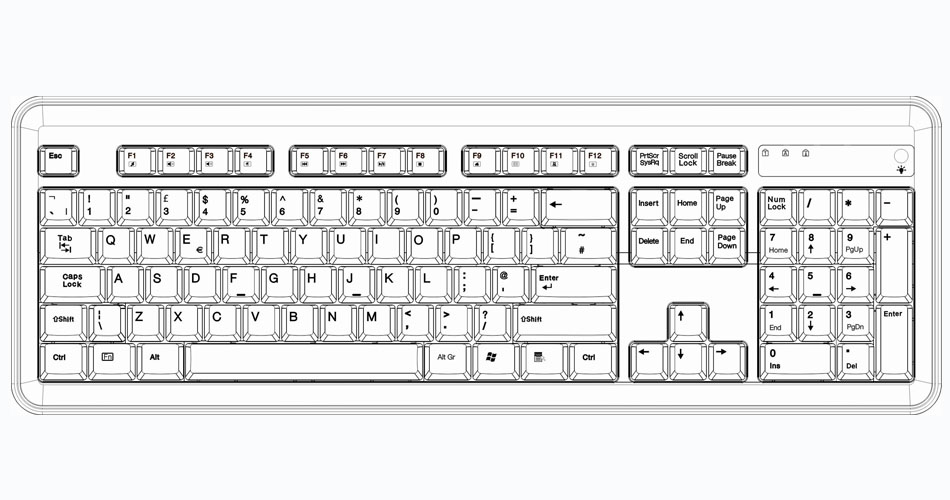 Esc F1 F2 F3 F4 F5 F6 F7 F8 F9 F10 F11 F12 PrtScr SysRq Scroll Lock Pause Break
¬ ! " £ $ % ^ & * ( ) — +
` | 1 2 3 4 5 6 7 8 9 0 - = ← Insert Home Page Up Num Lock / * -
Tab Q W E € R T Y U I O P { [ } ] ~ # Delete End Page Down 7 Home 8 ↑ 9 PgUp +
Caps Lock A S D F G H J K L : ; @ ' Enter ↵ 4 ← 5 6 →
⇧Shift ¦ \ Z X C V B N M < , > . ? / ⇧Shift ↑ 1 End 2 ↓ 3 PgDn Enter
Ctrl Fn Alt Alt Gr Ctrl ← ↓ → 0 Ins . Del